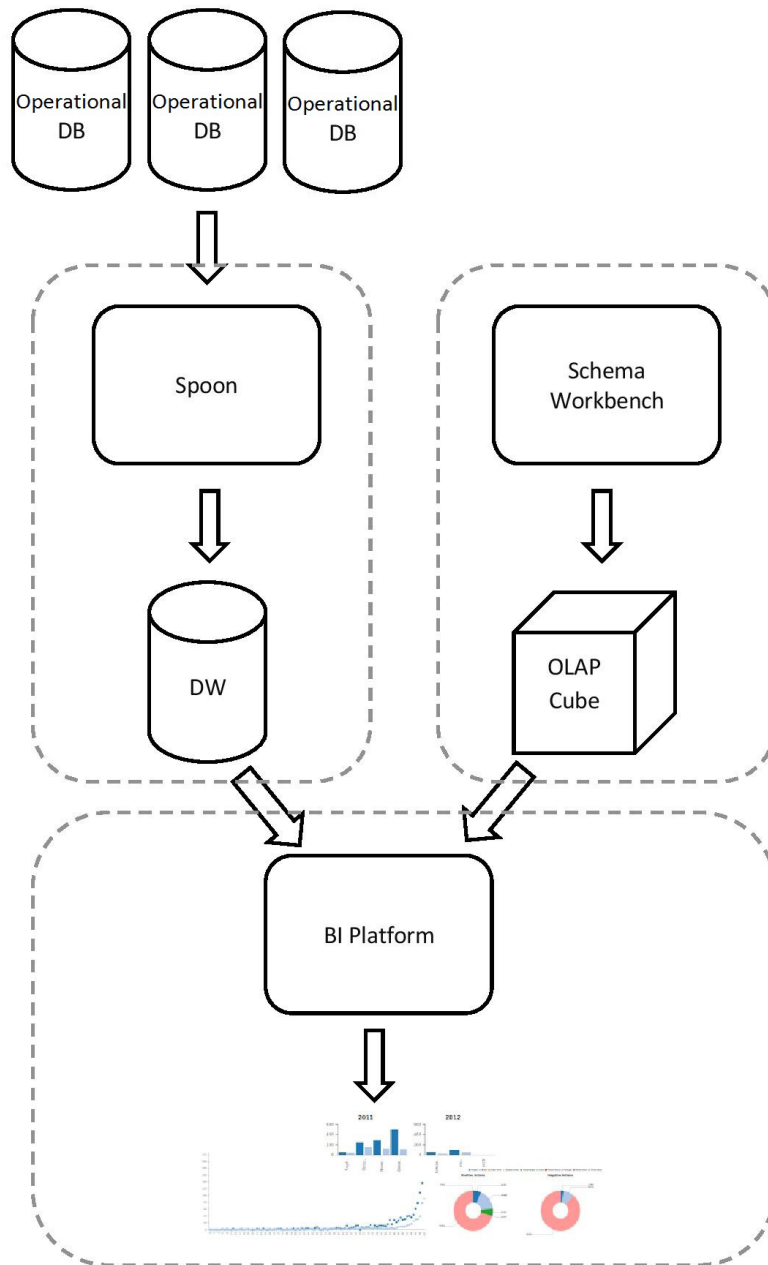 Operational
DB
Operational
DB
Operational
DB
Spoon
Schema
Workbench
DW
OLAP
Cube
BI Platform
2011
2012